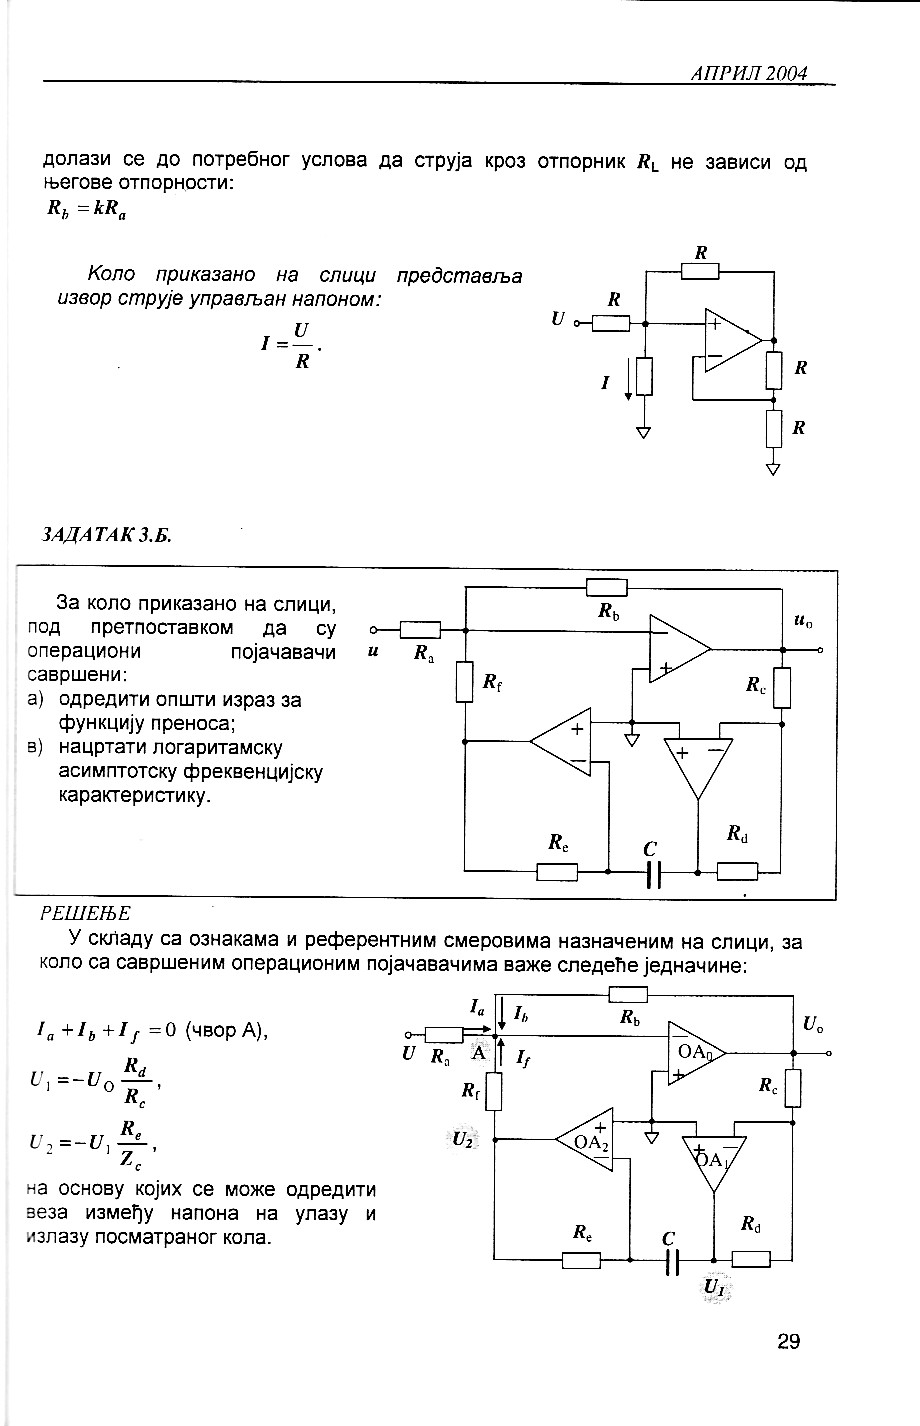 АПРИЛ 2004
долази се до потребног услова да струја кроз отпорник R_L не зависи од
његове отпорности:
R_b = kR_a
Коло приказано на слици представља
извор струје управљан напоном:
I = U/R .
R
R
U
+
−
I
R
R
ЗАДАТАК 3.Б.
За коло приказано на слици,
под претпоставком да су
операциони појачавачи
савршени:
а) одредити општи израз за
функцију преноса;
в) нацртати логаритамску
асимптотску фреквенцијску
карактеристику.
R_b
u_o
−
u R_a
+
R_f
R_c
+
+ −
−
R_e
C
R_d
РЕШЕЊЕ
У складу са ознакама и референтним смеровима назначеним на слици, за
коло са савршеним операционим појачавачима важе следеће једначине:
I_a + I_b + I_f = 0 (чвор А),
U_1 = −U_O R_d/R_c ,
U_2 = −U_1 R_e/Z_c ,
на основу којих се може одредити
веза између напона на улазу и
излазу посматраног кола.
I_a
I_b
R_b
U_o
−
U R_a A I_f
OA_0
+
R_f
R_c
U_2
+
OA_2
−
+ −
OA_1
R_e
C
R_d
U_1
29